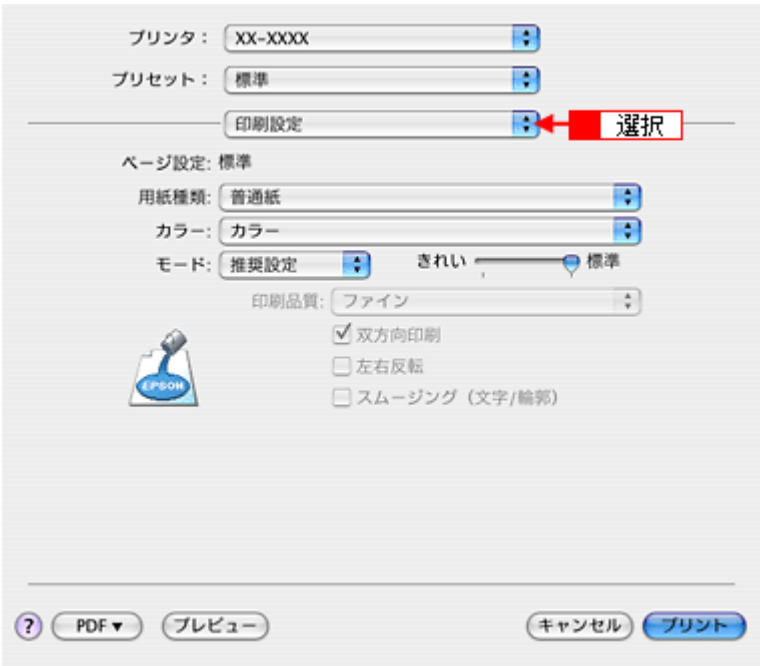 プリンタ： XX-XXXX
プリセット： 標準
印刷設定 選択
ページ設定: 標準
用紙種類: 普通紙
カラー: カラー
モード: 推奨設定 きれい 標準
印刷品質: ファイン
双方向印刷
左右反転
EPSON
スムージング（文字/輪郭）
? PDF▼ プレビュー キャンセル プリント